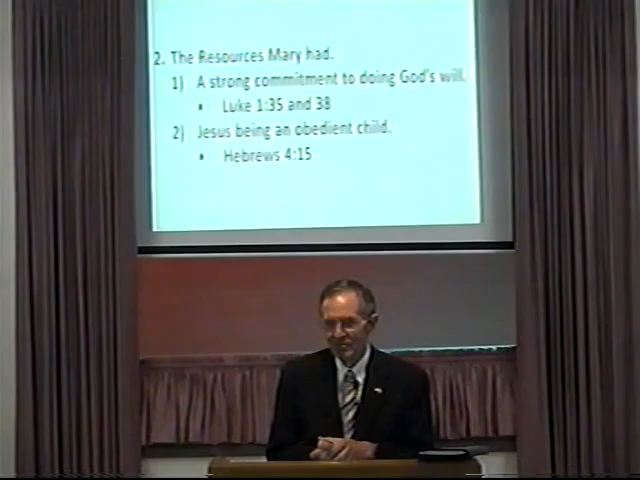 2. The Resources Mary had.
1) A strong commitment to doing God's will.
• Luke 1:35 and 38
2) Jesus being an obedient child.
• Hebrews 4:15